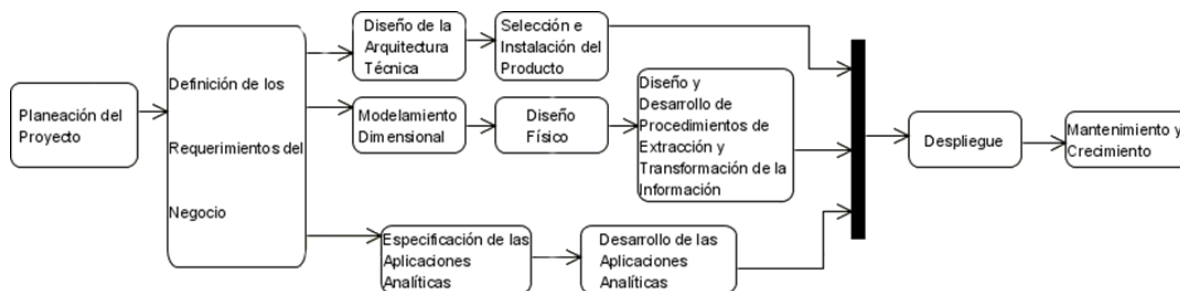 Planeación del
Proyecto
Definición de los
Requerimientos del
Negocio
Diseño de la
Arquitectura
Técnica
Selección e
Instalación del
Producto
Modelamiento
Dimensional
Diseño
Físico
Diseño y
Desarrollo de
Procedimientos de
Extracción y
Transformación de la
Información
Especificación de las
Aplicaciones
Analíticas
Desarrollo de las
Aplicaciones
Analíticas
Despliegue
Mantenimiento y
Crecimiento